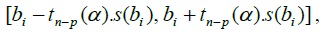 [b_i − t_{n−p}(α).s(b_i), b_i + t_{n−p}(α).s(b_i)],